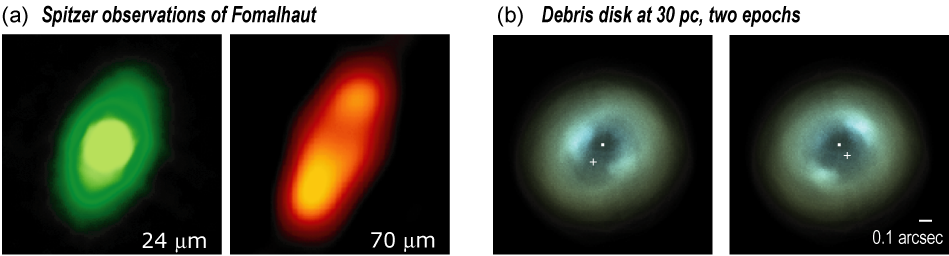 (a) Spitzer observations of Fomalhaut
24 μm
70 μm
(b) Debris disk at 30 pc, two epochs
0.1 arcsec